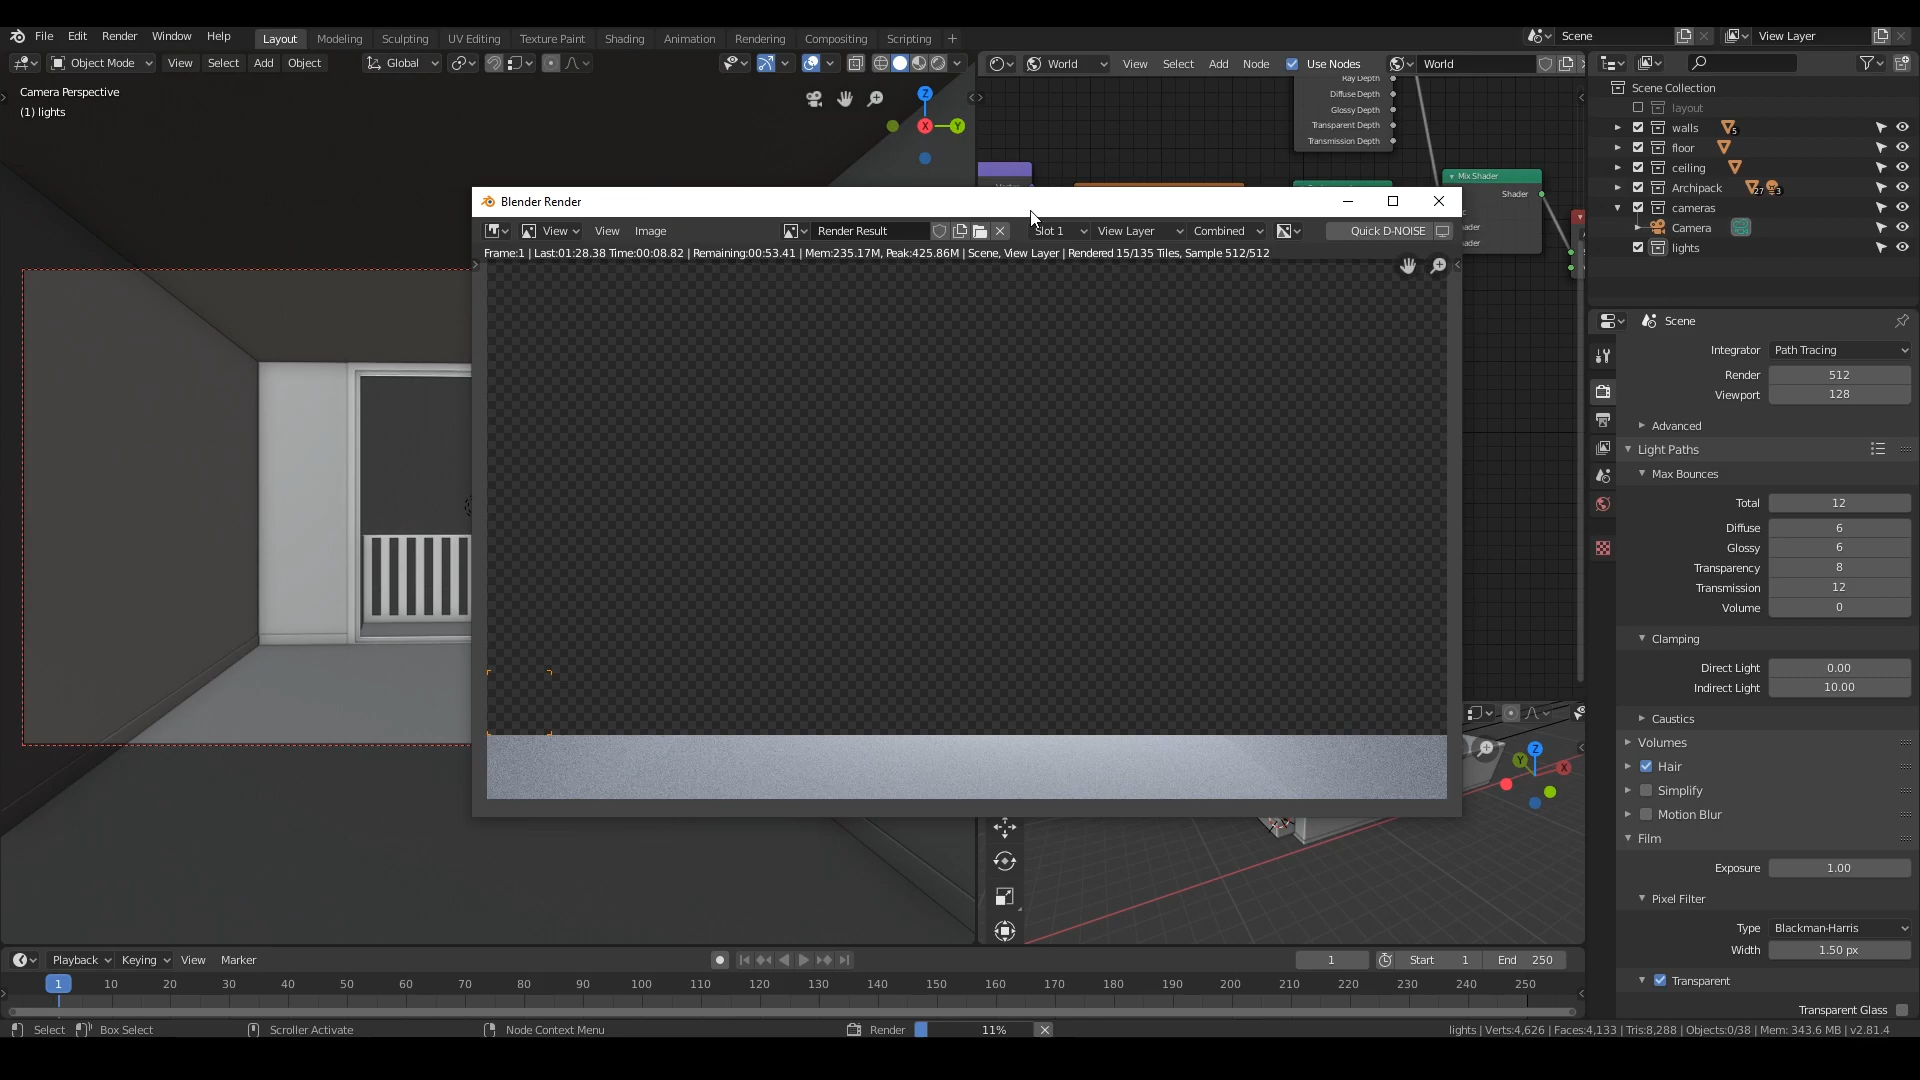 File Edit Render Window Help Layout Modeling Sculpting UV Editing Texture Paint Shading Animation Rendering Compositing Scripting + Scene View Layer
Object Mode View Select Add Object Global World View Select Add Node Use Nodes World
Camera Perspective
(1) lights
Z
X
Y
Ray Depth
Diffuse Depth
Glossy Depth
Transparent Depth
Transmission Depth
Mix Shader
Shader
Scene Collection
layout
walls 5
floor
ceiling
Archipack 27 3
cameras
Camera
lights
Blender Render
View View Image Render Result Slot 1 View Layer Combined Quick D-NOISE
Frame:1 | Last:01:28.38 Time:00:08.82 | Remaining:00:53.41 | Mem:235.17M, Peak:425.86M | Scene, View Layer | Rendered 15/135 Tiles, Sample 512/512
Scene
Integrator Path Tracing
Render 512
Viewport 128
Advanced
Light Paths
Max Bounces
Total 12
Diffuse 6
Glossy 6
Transparency 8
Transmission 12
Volume 0
Clamping
Direct Light 0.00
Indirect Light 10.00
Caustics
Volumes
Hair
Simplify
Motion Blur
Film
Exposure 1.00
Pixel Filter
Type Blackman-Harris
Width 1.50 px
Transparent
Transparent Glass
Z
Y
X
Playback Keying View Marker 1 Start 1 End 250
1 10 20 30 40 50 60 70 80 90 100 110 120 130 140 150 160 170 180 190 200 210 220 230 240 250
Select Box Select Scroller Activate Node Context Menu Render 11% lights | Verts:4,626 | Faces:4,133 | Tris:8,288 | Objects:0/38 | Mem: 343.6 MB | v2.81.4